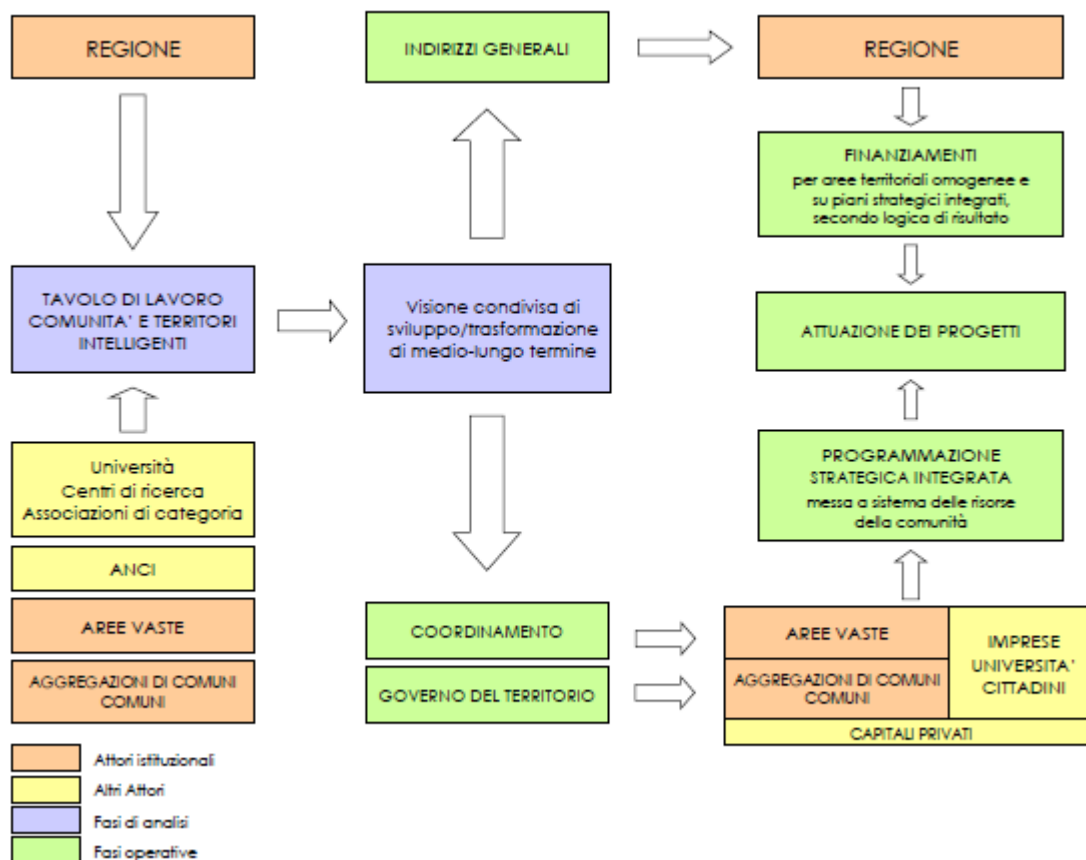 REGIONE
TAVOLO DI LAVORO
COMUNITA' E TERRITORI
INTELLIGENTI
Università
Centri di ricerca
Associazioni di categoria
ANCI
AREE VASTE
AGGREGAZIONI DI COMUNI
COMUNI
INDIRIZZI GENERALI
Visione condivisa di
sviluppo/trasformazione
di medio-lungo termine
COORDINAMENTO
GOVERNO DEL TERRITORIO
REGIONE
FINANZIAMENTI
per aree territoriali omogenee e
su piani strategici integrati,
secondo logica di risultato
ATTUAZIONE DEI PROGETTI
PROGRAMMAZIONE
STRATEGICA INTEGRATA
messa a sistema delle risorse
della comunità
AREE VASTE
AGGREGAZIONI DI COMUNI
COMUNI
IMPRESE
UNIVERSITA'
CITTADINI
CAPITALI PRIVATI
Attori istituzionali
Altri Attori
Fasi di analisi
Fasi operative